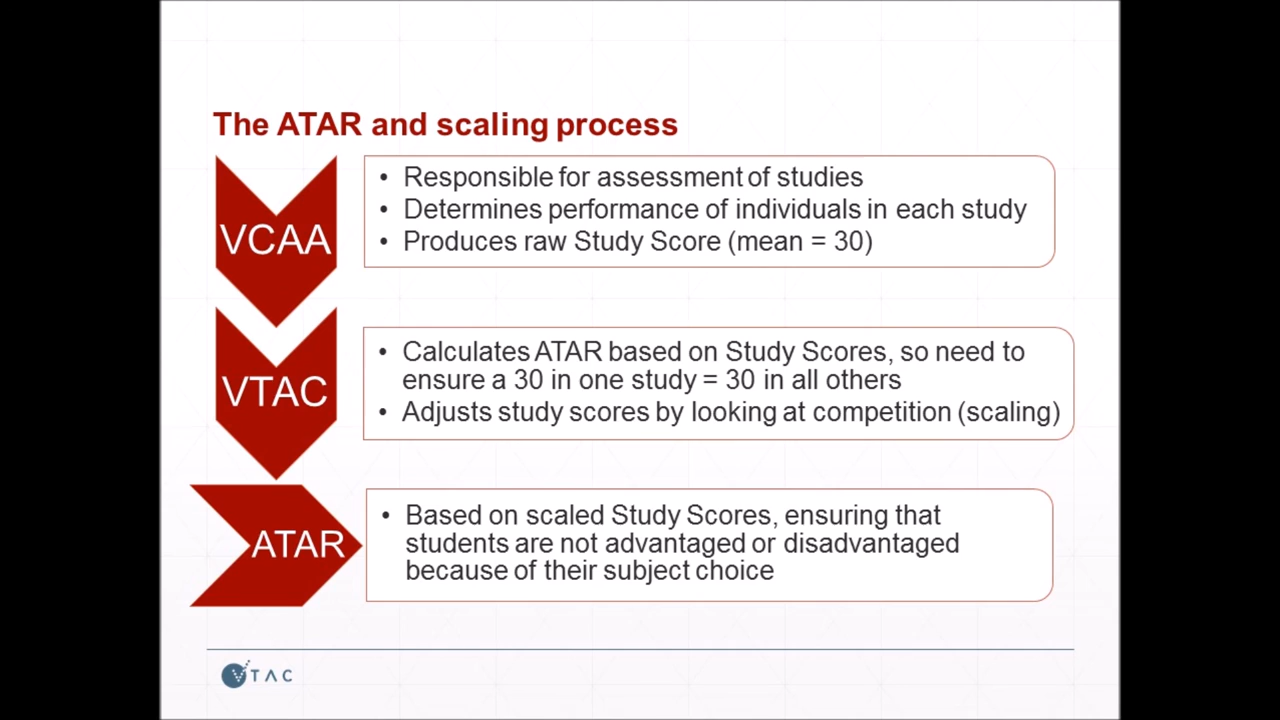 The ATAR and scaling process
VCAA
• Responsible for assessment of studies
• Determines performance of individuals in each study
• Produces raw Study Score (mean = 30)
VTAC
• Calculates ATAR based on Study Scores, so need to
ensure a 30 in one study = 30 in all others
• Adjusts study scores by looking at competition (scaling)
ATAR
• Based on scaled Study Scores, ensuring that
students are not advantaged or disadvantaged
because of their subject choice
VTAC